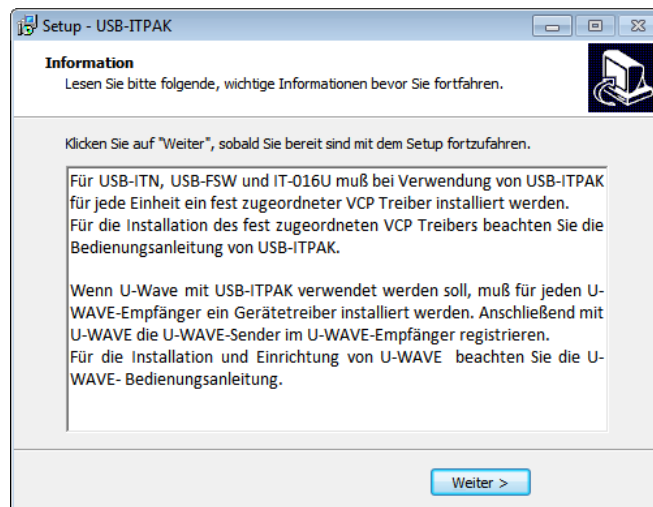 Setup - USB-ITPAK
Information
Lesen Sie bitte folgende, wichtige Informationen bevor Sie fortfahren.
Klicken Sie auf "Weiter", sobald Sie bereit sind mit dem Setup fortzufahren.
Für USB-ITN, USB-FSW und IT-016U muß bei Verwendung von USB-ITPAK
für jede Einheit ein fest zugeordneter VCP Treiber installiert werden.
Für die Installation des fest zugeordneten VCP Treibers beachten Sie die
Bedienungsanleitung von USB-ITPAK.
Wenn U-Wave mit USB-ITPAK verwendet werden soll, muß für jeden U-
WAVE-Empfänger ein Gerätetreiber installiert werden. Anschließend mit
U-WAVE die U-WAVE-Sender im U-WAVE-Empfänger registrieren.
Für die Installation und Einrichtung von U-WAVE beachten Sie die U-
WAVE- Bedienungsanleitung.
Weiter >